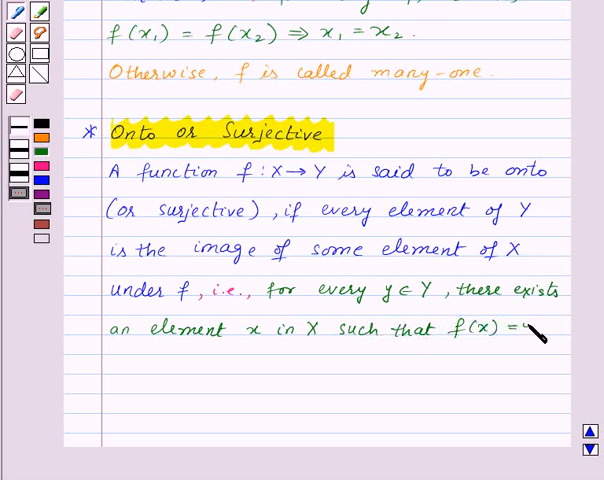 f(x₁) = f(x₂) ⇒ x₁ = x₂.
Otherwise, f is called many-one.
* Onto or Surjective
A function f : X → Y is said to be onto
(or surjective), if every element of Y
is the image of some element of X
under f, i.e., for every y ∈ Y, there exists
an element x in X such that f(x) =